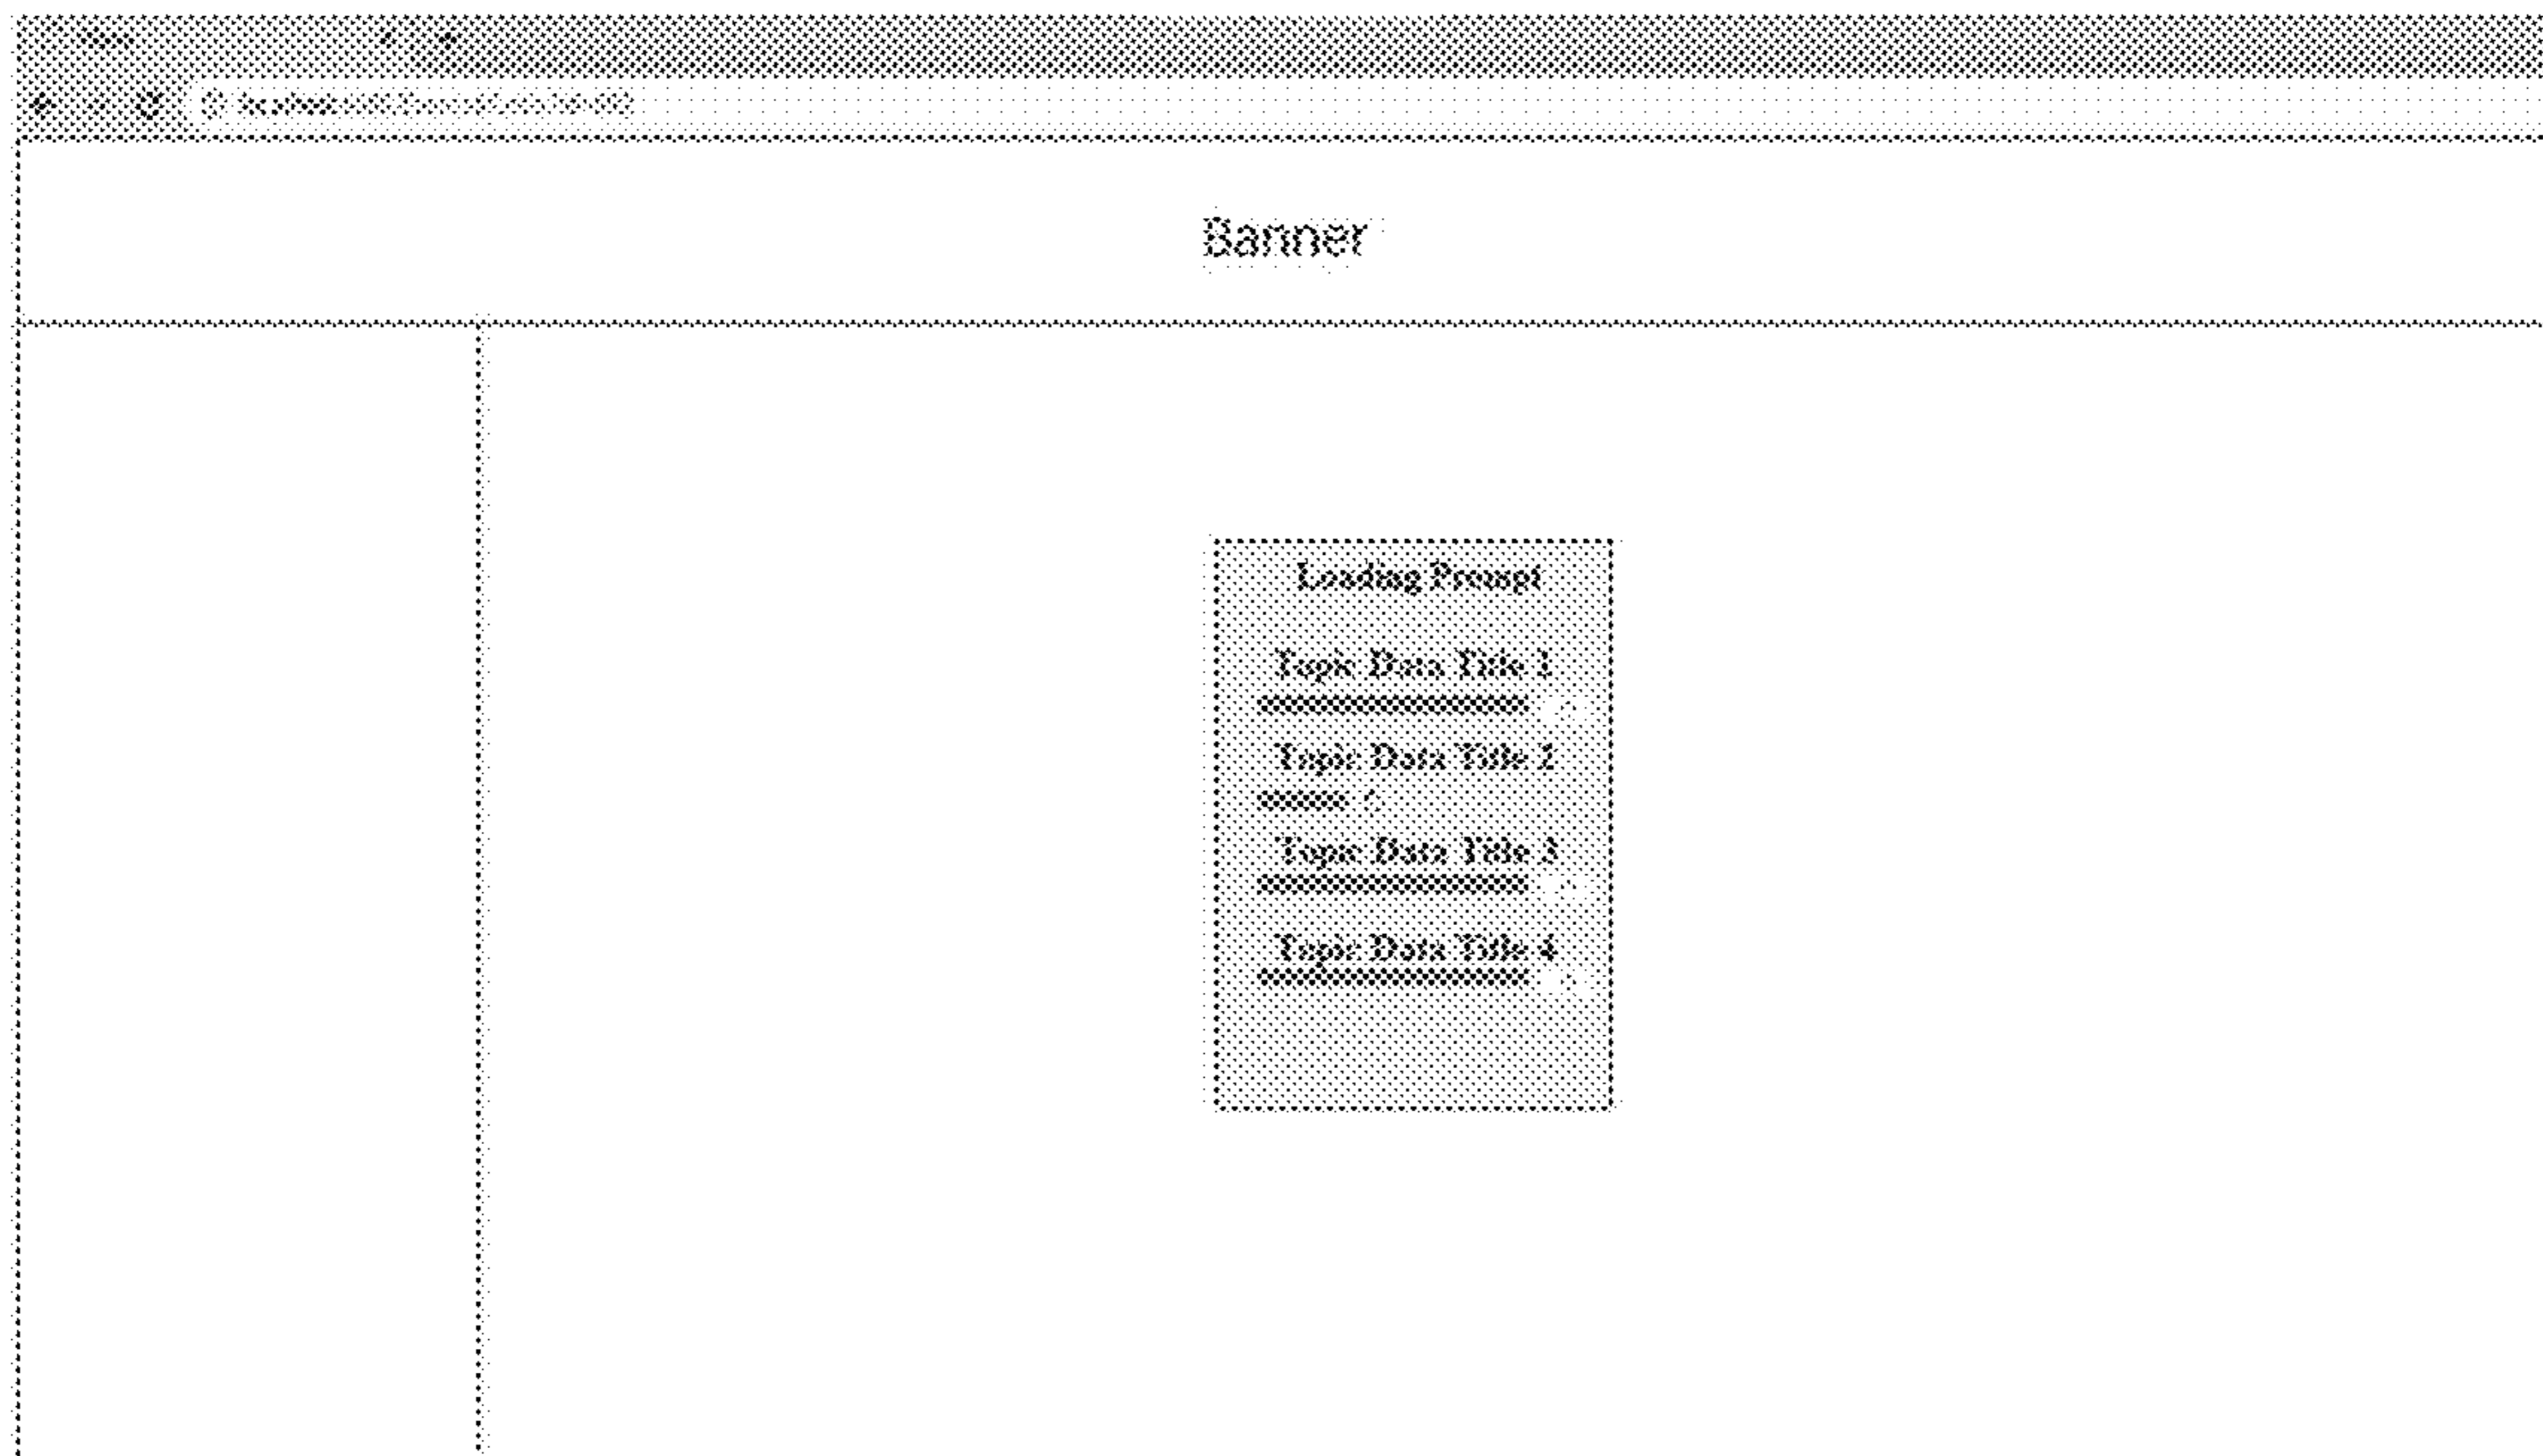 Banner
Loading Prompt
Topic Data Title 1
Topic Data Title 2
Topic Data Title 3
Topic Data Title 4